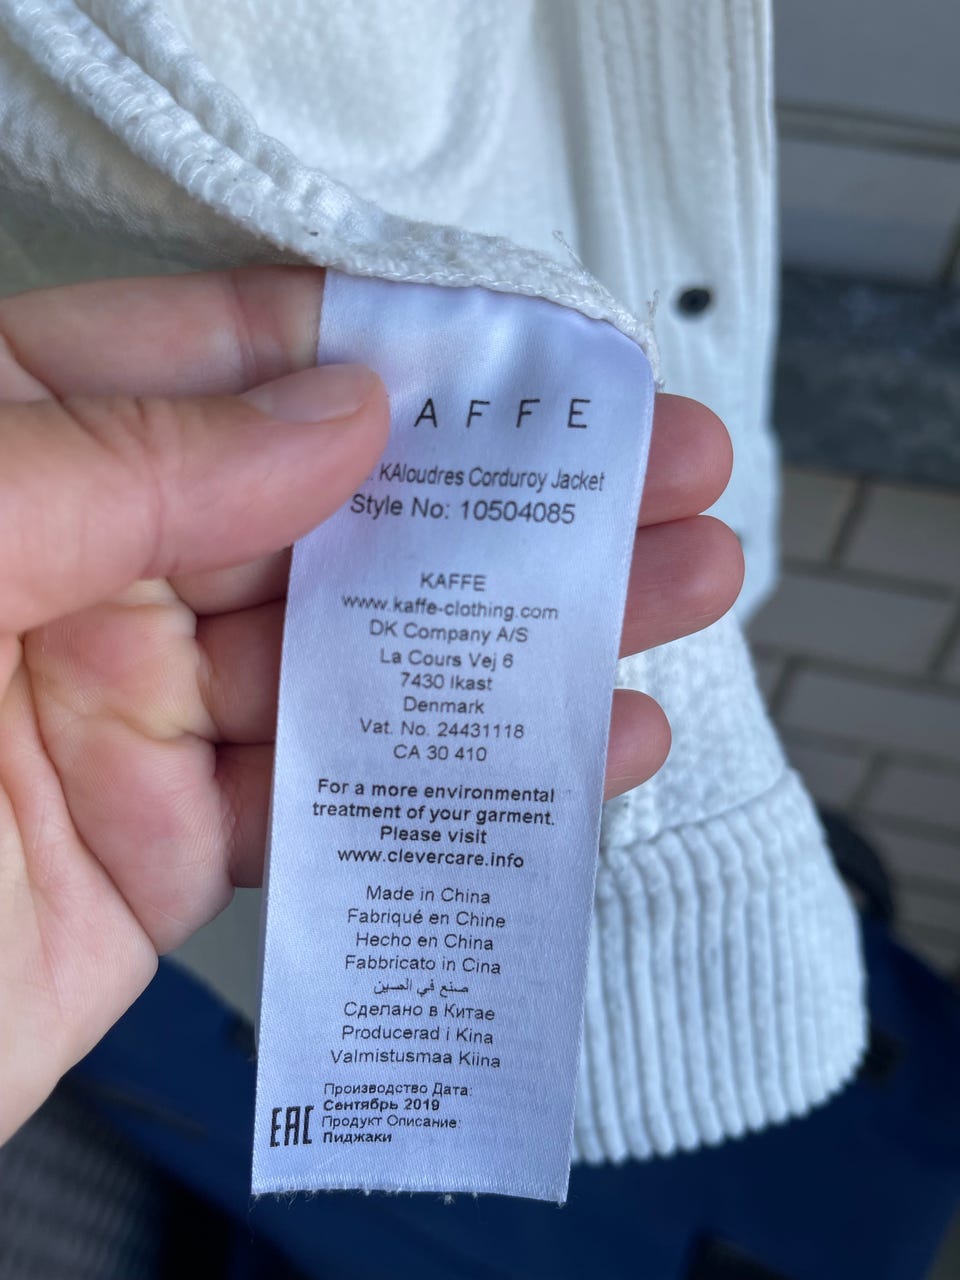 AFFE
KAloudres Corduroy Jacket
Style No: 10504085
KAFFE
www.kaffe-clothing.com
DK Company A/S
La Cours Vej 6
7430 Ikast
Denmark
Vat. No. 24431118
CA 30 410
For a more environmental
treatment of your garment.
Please visit
www.clevercare.info
Made in China
Fabriqué en Chine
Hecho en China
Fabbricato in Cina
صنع في الصين
Сделано в Китае
Producerad i Kina
Valmistusmaa Kiina
Производство Дата:
Сентябрь 2019
EAC Продукт Описание:
Пиджаки